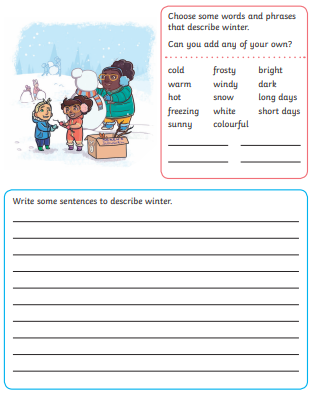 Choose some words and phrases
that describe winter.
Can you add any of your own?
cold frosty bright
warm windy dark
hot snow long days
freezing white short days
sunny colourful
Write some sentences to describe winter.